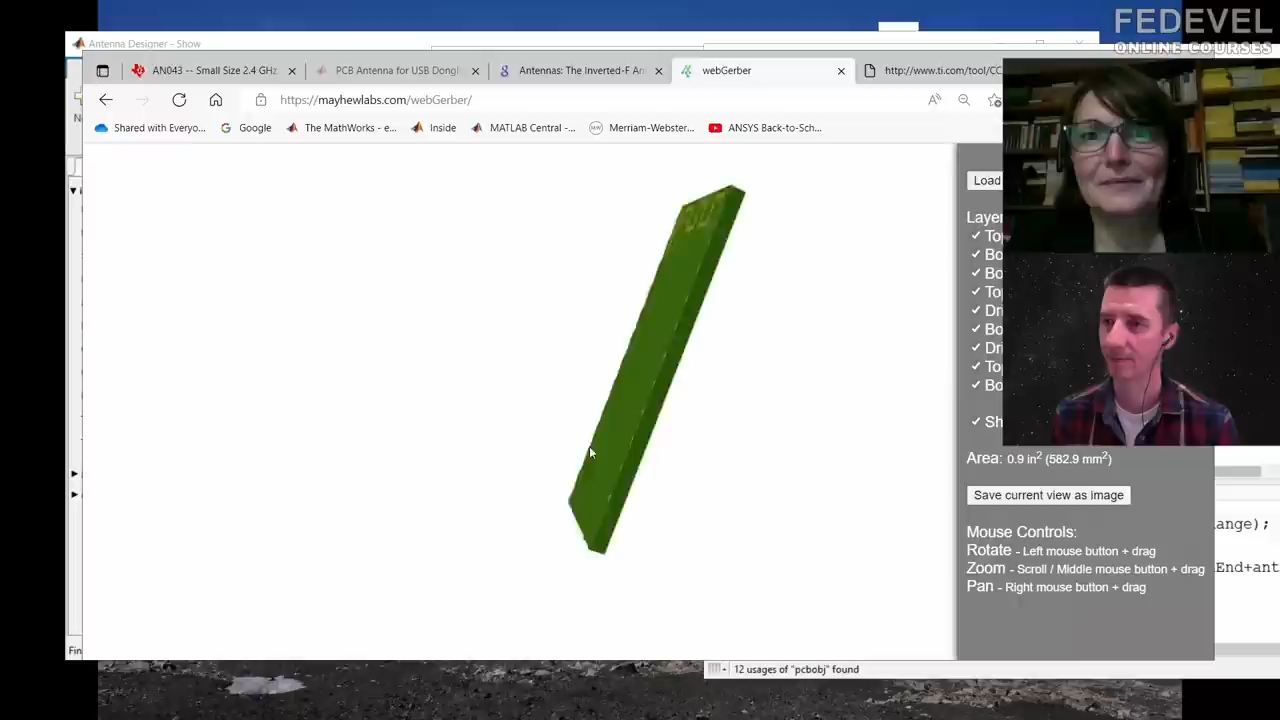 FEDEVEL
ONLINE COURSES
Antenna Designer - Show
AN043 -- Small Size 2.4 GHz
PCB Antenna for USB Dongl
Antennas: The Inverted-F An
webGerber
http://www.ti.com/tool/CC
https://mayhewlabs.com/webGerber/
Shared with Everyo...
Google
The MathWorks - e...
Inside
MATLAB Central -...
Merriam-Webster...
ANSYS Back-to-Sch...
Load
Layer
To
Bo
Bo
To
Dri
Bo
Dri
To
Bo
Sh
Area: 0.9 in² (582.9 mm²)
Save current view as image
ange);
Mouse Controls:
Rotate - Left mouse button + drag
Zoom - Scroll / Middle mouse button + drag
End+ant
Pan - Right mouse button + drag
Fin
12 usages of "pcbobj" found